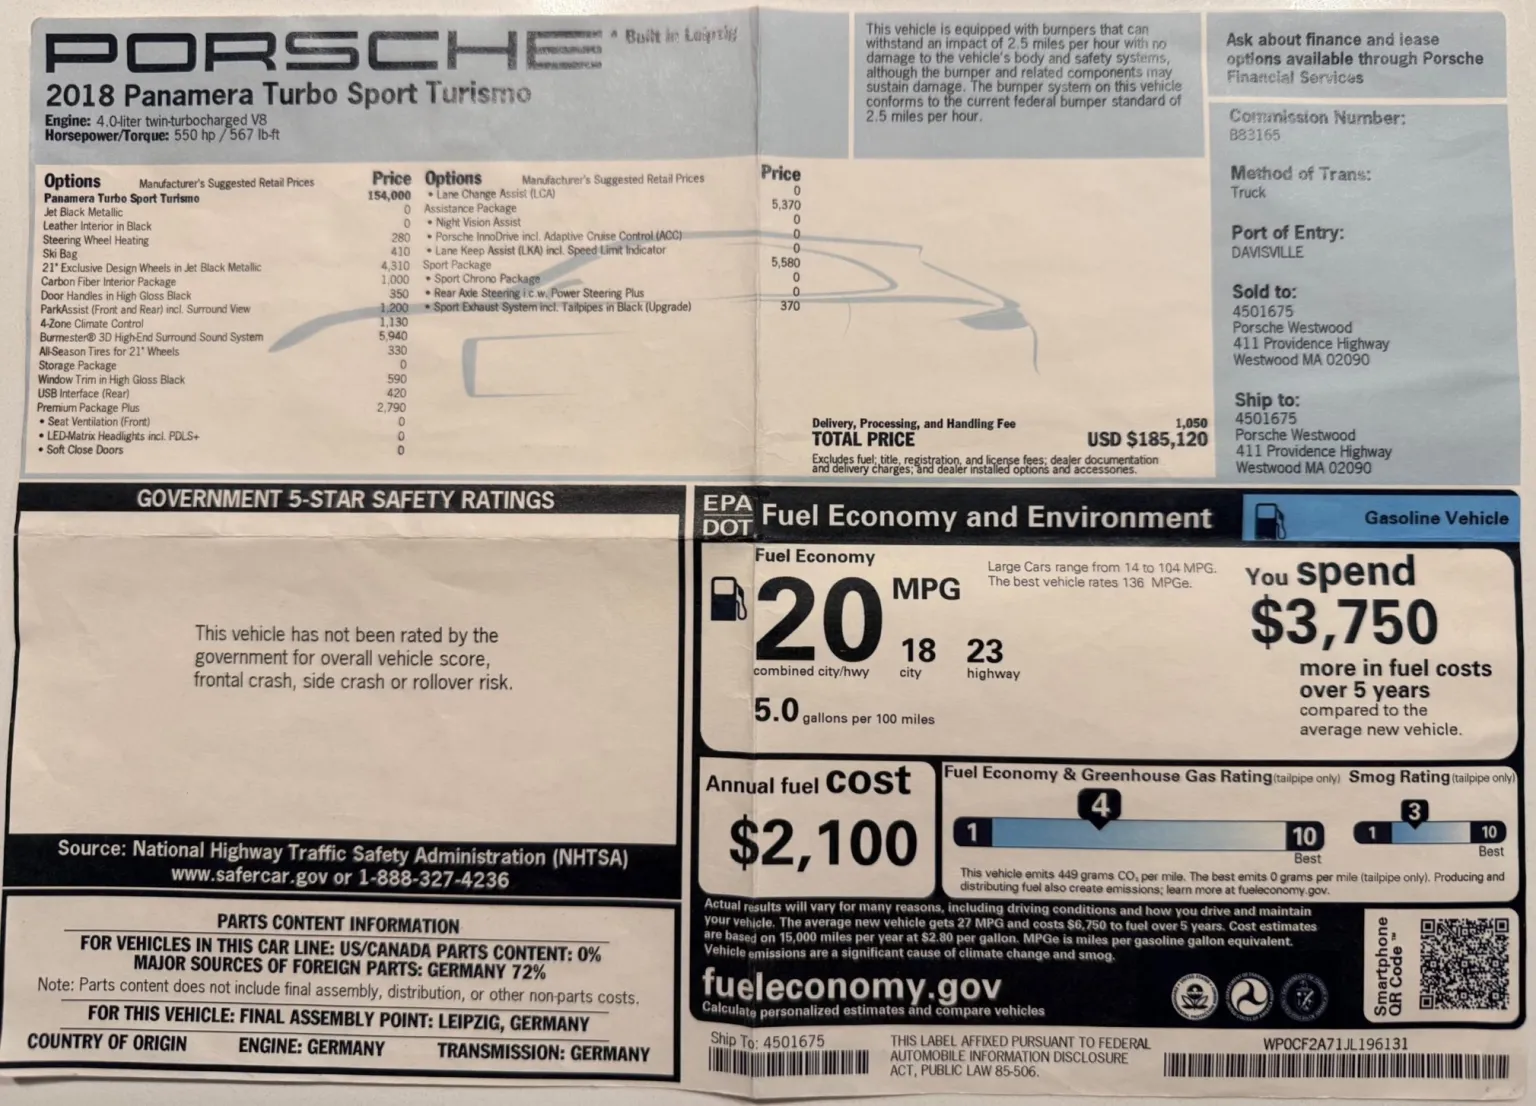 PORSCHE
Built in Leipzig
2018 Panamera Turbo Sport Turismo
Engine: 4.0-liter twin-turbocharged V8
Horsepower/Torque: 550 hp / 567 lb-ft
This vehicle is equipped with bumpers that can
withstand an impact of 2.5 miles per hour with no
damage to the vehicle's body and safety systems,
although the bumper and related components may
sustain damage. The bumper system on this vehicle
conforms to the current federal bumper standard of
2.5 miles per hour.
Ask about finance and lease
options available through Porsche
Financial Services
Commission Number:
B83165
Method of Trans:
Truck
Port of Entry:
DAVISVILLE
Sold to:
4501675
Porsche Westwood
411 Providence Highway
Westwood MA 02090
Ship to:
4501675
Porsche Westwood
411 Providence Highway
Westwood MA 02090
Options Manufacturer's Suggested Retail Prices Price
Panamera Turbo Sport Turismo 154,000
Jet Black Metallic 0
Leather Interior in Black 0
Steering Wheel Heating 280
Ski Bag 410
21" Exclusive Design Wheels in Jet Black Metallic 4,310
Carbon Fiber Interior Package 1,000
Door Handles in High Gloss Black 350
ParkAssist (Front and Rear) incl. Surround View 1,200
4-Zone Climate Control 1,130
Burmester® 3D High-End Surround Sound System 5,940
All-Season Tires for 21" Wheels 330
Storage Package 0
Window Trim in High Gloss Black 590
USB Interface (Rear) 420
Premium Package Plus 2,790
• Seat Ventilation (Front) 0
• LED-Matrix Headlights incl. PDLS+ 0
• Soft Close Doors 0
Options Manufacturer's Suggested Retail Prices Price
• Lane Change Assist (LCA) 0
Assistance Package 5,370
• Night Vision Assist 0
• Porsche InnoDrive incl. Adaptive Cruise Control (ACC) 0
• Lane Keep Assist (LKA) incl. Speed Limit Indicator 0
Sport Package 5,580
• Sport Chrono Package 0
• Rear Axle Steering i.c.w. Power Steering Plus 0
• Sport Exhaust System incl. Tailpipes in Black (Upgrade) 370
Delivery, Processing, and Handling Fee 1,050
TOTAL PRICE USD $185,120
Excludes fuel; title, registration, and license fees; dealer documentation
and delivery charges; and dealer installed options and accessories.
GOVERNMENT 5-STAR SAFETY RATINGS
This vehicle has not been rated by the
government for overall vehicle score,
frontal crash, side crash or rollover risk.
Source: National Highway Traffic Safety Administration (NHTSA)
www.safercar.gov or 1-888-327-4236
PARTS CONTENT INFORMATION
FOR VEHICLES IN THIS CAR LINE: US/CANADA PARTS CONTENT: 0%
MAJOR SOURCES OF FOREIGN PARTS: GERMANY 72%
Note: Parts content does not include final assembly, distribution, or other non-parts costs.
FOR THIS VEHICLE: FINAL ASSEMBLY POINT: LEIPZIG, GERMANY
COUNTRY OF ORIGIN ENGINE: GERMANY TRANSMISSION: GERMANY
EPA
DOT
Fuel Economy and Environment
Gasoline Vehicle
Fuel Economy
20 MPG
combined city/hwy
18
city
23
highway
5.0 gallons per 100 miles
Large Cars range from 14 to 104 MPG.
The best vehicle rates 136 MPGe.
You spend
$3,750
more in fuel costs
over 5 years
compared to the
average new vehicle.
Annual fuel cost
$2,100
Fuel Economy & Greenhouse Gas Rating (tailpipe only)
4
1
10
Best
Smog Rating (tailpipe only)
3
1
10
Best
This vehicle emits 449 grams CO₂ per mile. The best emits 0 grams per mile (tailpipe only). Producing and
distributing fuel also create emissions; learn more at fueleconomy.gov.
Actual results will vary for many reasons, including driving conditions and how you drive and maintain
your vehicle. The average new vehicle gets 27 MPG and costs $6,750 to fuel over 5 years. Cost estimates
are based on 15,000 miles per year at $2.80 per gallon. MPGe is miles per gasoline gallon equivalent.
Vehicle emissions are a significant cause of climate change and smog.
fueleconomy.gov
Calculate personalized estimates and compare vehicles
Smartphone
QR Code™
Ship To: 4501675
THIS LABEL AFFIXED PURSUANT TO FEDERAL
AUTOMOBILE INFORMATION DISCLOSURE
ACT, PUBLIC LAW 85-506.
WP0CF2A71JL196131